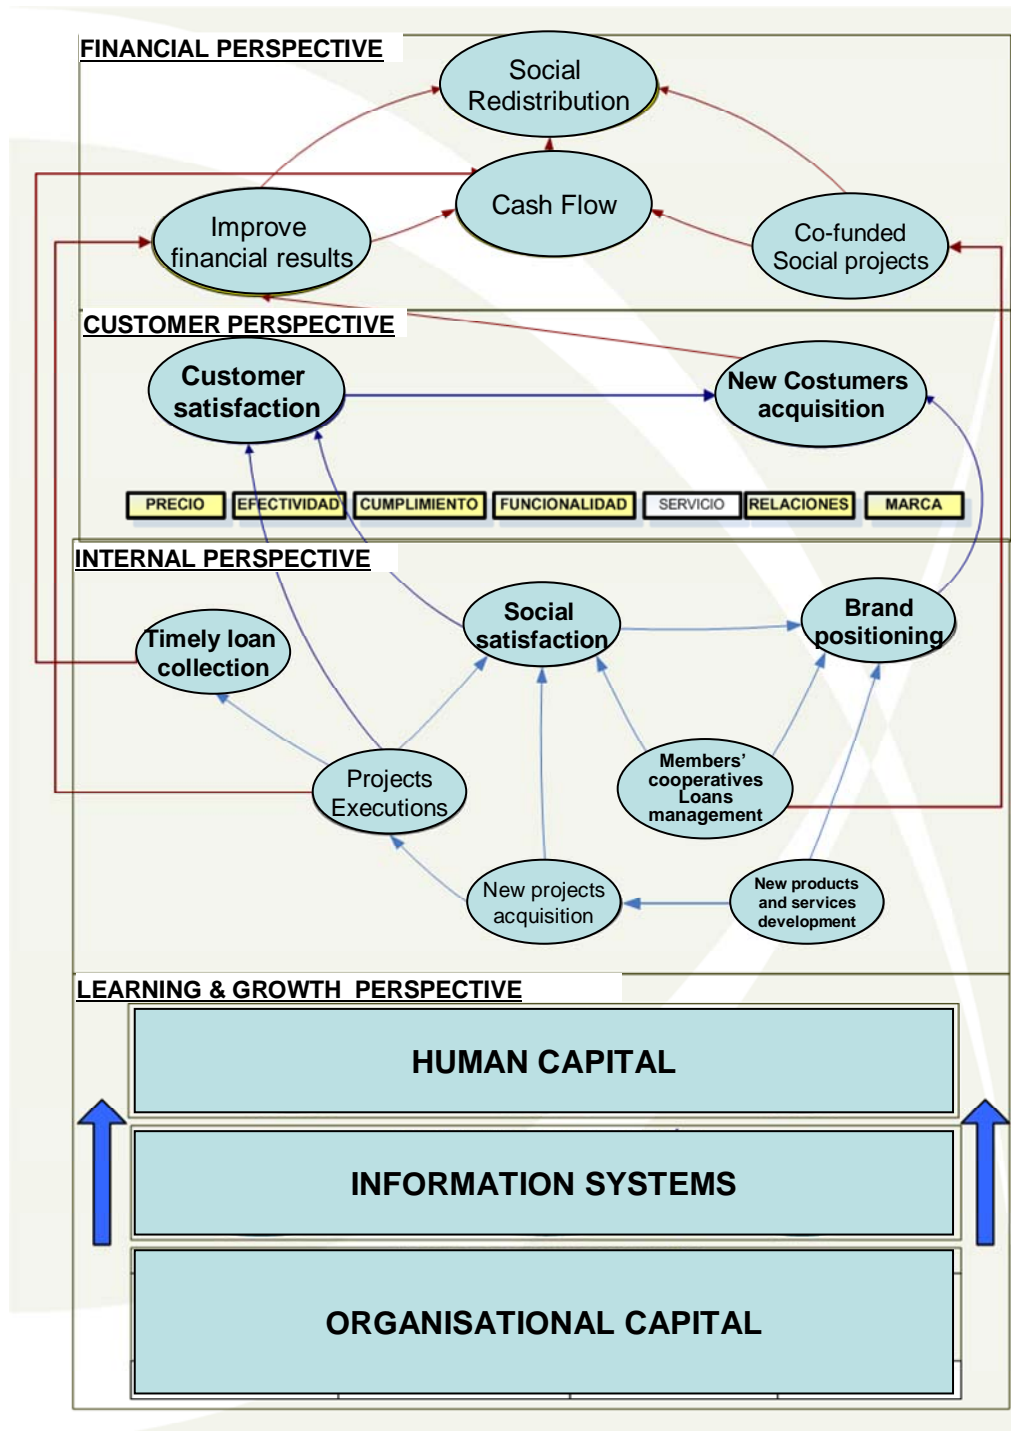 FINANCIAL PERSPECTIVE
Social
Redistribution
Cash Flow
Improve
financial results
Co-funded
Social projects
CUSTOMER PERSPECTIVE
Customer
satisfaction
New Costumers
acquisition
PRECIO EFECTIVIDAD CUMPLIMIENTO FUNCIONALIDAD SERVICIO RELACIONES MARCA
INTERNAL PERSPECTIVE
Timely loan
collection
Social
satisfaction
Brand
positioning
Projects
Executions
Members'
cooperatives
Loans
management
New projects
acquisition
New products
and services
development
LEARNING & GROWTH PERSPECTIVE
HUMAN CAPITAL
INFORMATION SYSTEMS
ORGANISATIONAL CAPITAL